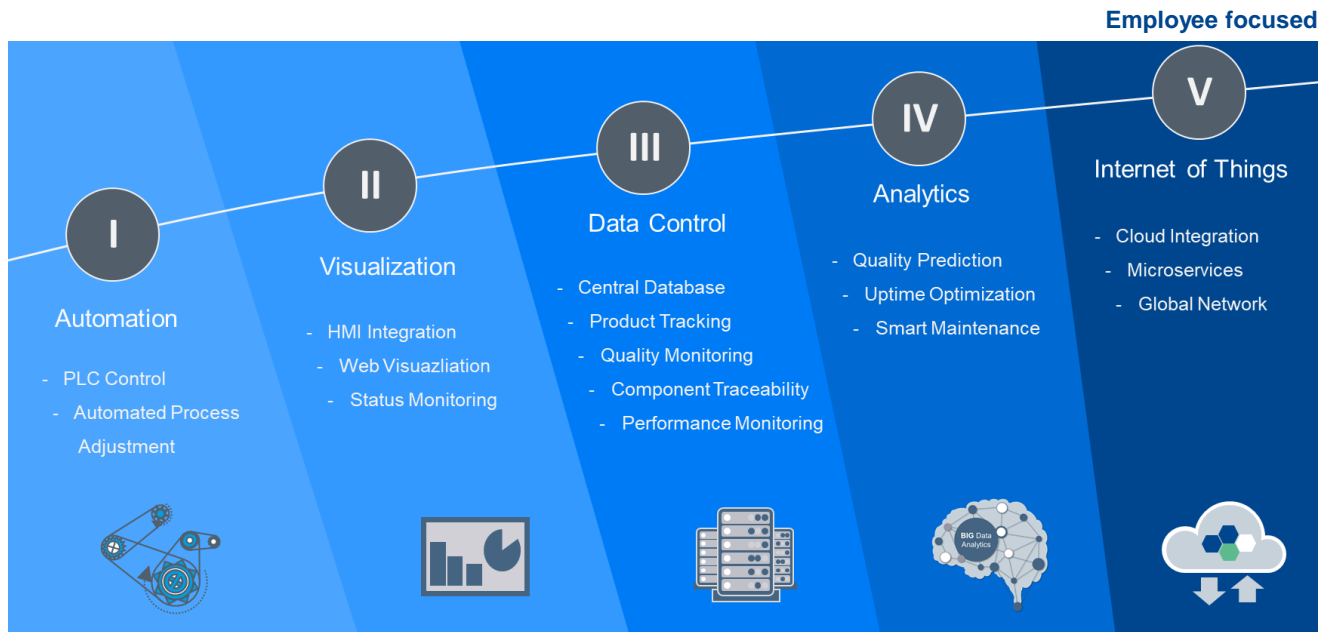 Employee focused
I
Automation
- PLC Control
- Automated Process
Adjustment
II
Visualization
- HMI Integration
- Web Visuazliation
- Status Monitoring
III
Data Control
- Central Database
- Product Tracking
- Quality Monitoring
- Component Traceability
- Performance Monitoring
IV
Analytics
- Quality Prediction
- Uptime Optimization
- Smart Maintenance
BIG Data
Analytics
V
Internet of Things
- Cloud Integration
- Microservices
- Global Network